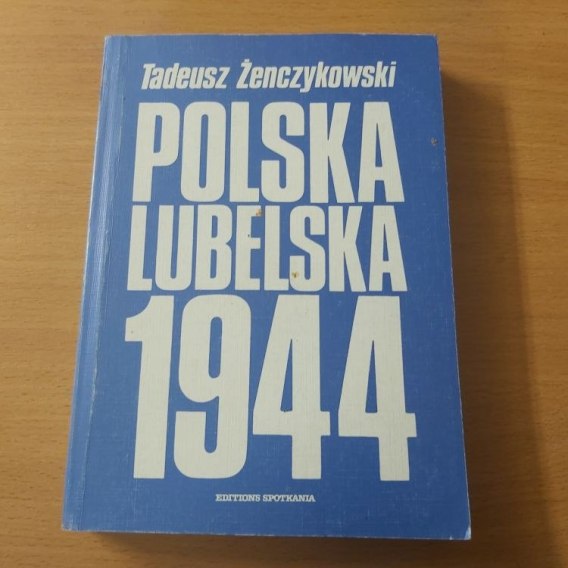 Tadeusz Żenczykowski
POLSKA
LUBELSKA
1944
EDITIONS SPOTKANIA